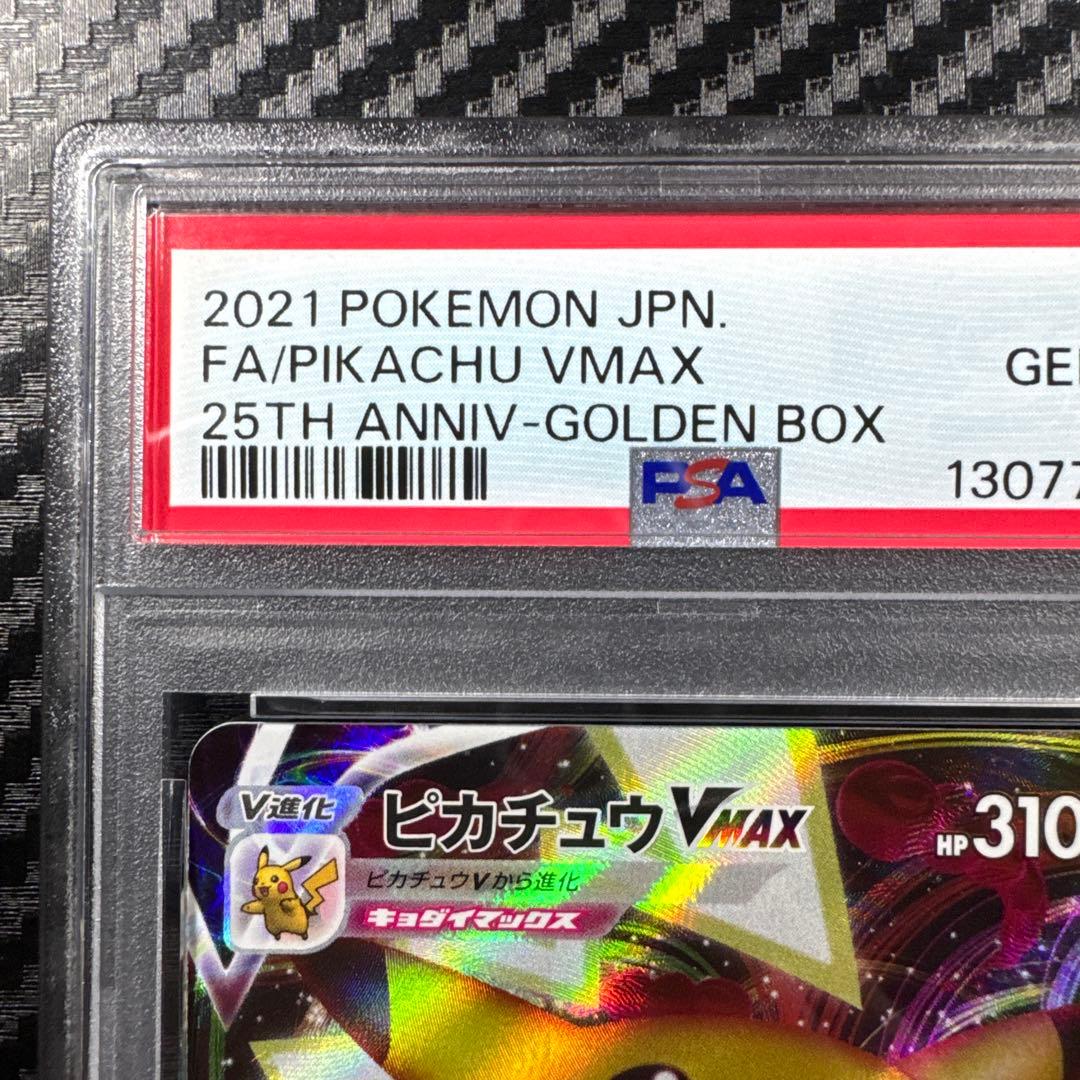 2021 POKEMON JPN.
FA/PIKACHU VMAX
GE
25TH ANNIV-GOLDEN BOX
PSA
1307
V進化
ピカチュウVMAX
HP 310
ピカチュウVから進化
キョダイマックス